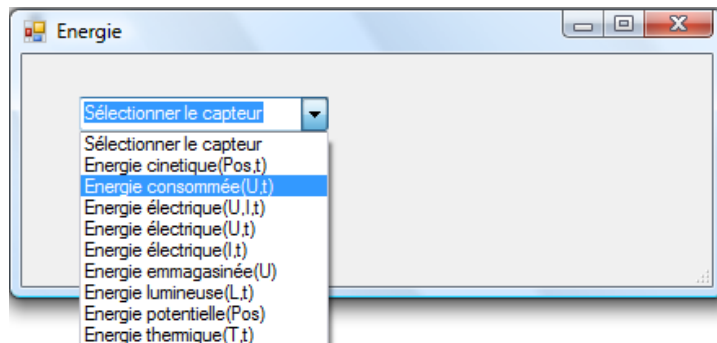 Energie
Sélectionner le capteur
Sélectionner le capteur
Energie cinetique(Pos,t)
Energie consommée(U,t)
Energie électrique(U,I,t)
Energie électrique(U,t)
Energie électrique(I,t)
Energie emmagasinée(U)
Energie lumineuse(L,t)
Energie potentielle(Pos)
Energie thermique(T,t)